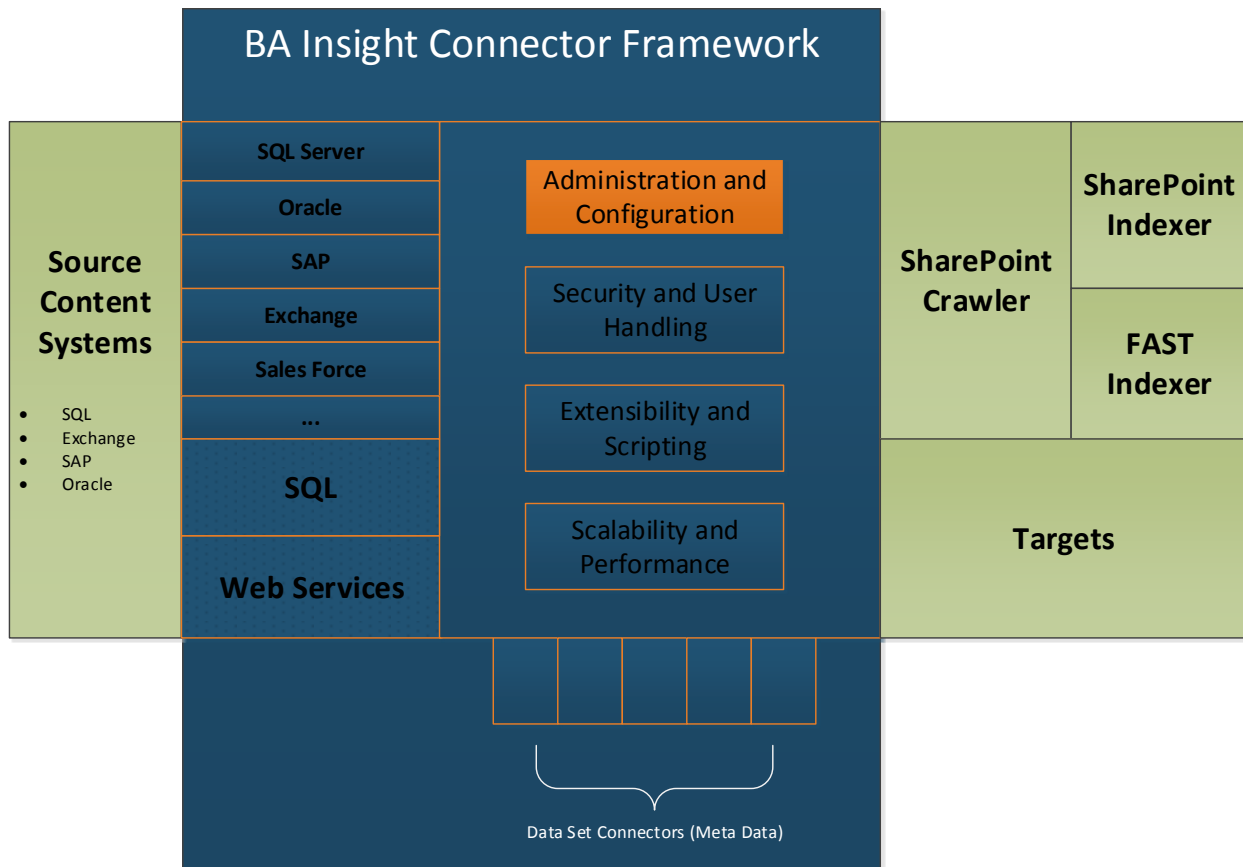 BA Insight Connector Framework
Source
Content
Systems
• SQL
• Exchange
• SAP
• Oracle
SQL Server
Oracle
SAP
Exchange
Sales Force
...
SQL
Web Services
Administration and
Configuration
Security and User
Handling
Extensibility and
Scripting
Scalability and
Performance
SharePoint
Crawler
SharePoint
Indexer
FAST
Indexer
Targets
Data Set Connectors (Meta Data)